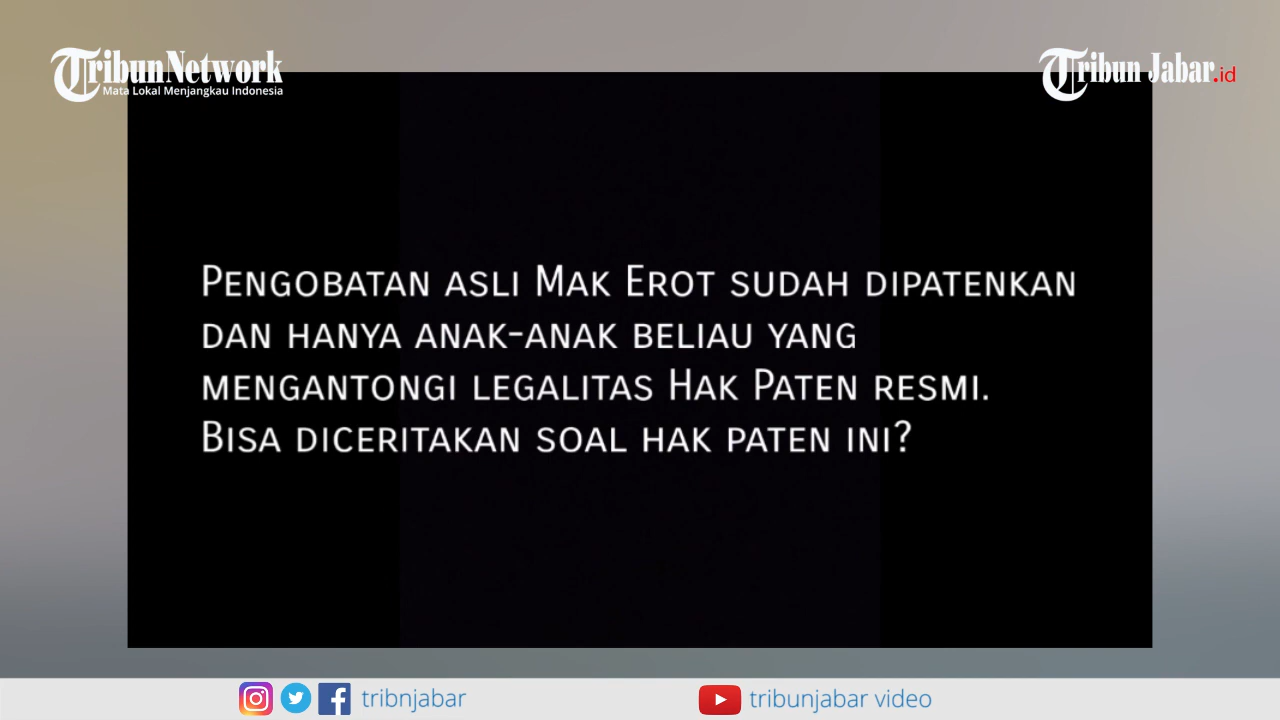 TribunNetwork
Mata Lokal Menjangkau Indonesia
Tribun Jabar.id
PENGOBATAN ASLI MAK EROT SUDAH DIPATENKAN
DAN HANYA ANAK-ANAK BELIAU YANG
MENGANTONGI LEGALITAS HAK PATEN RESMI.
BISA DICERITAKAN SOAL HAK PATEN INI?
tribnjabar
tribunjabar video